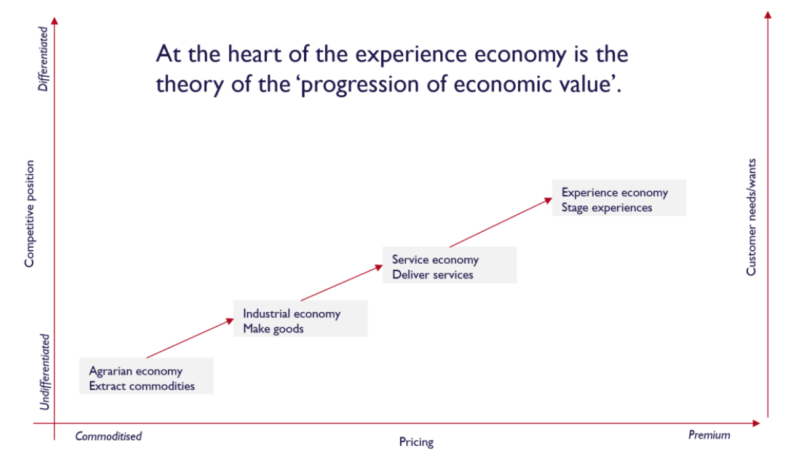 At the heart of the experience economy is the
theory of the ‘progression of economic value’.
Differentiated
Competitive position
Undifferentiated
Customer needs/wants
Experience economy
Stage experiences
Service economy
Deliver services
Industrial economy
Make goods
Agrarian economy
Extract commodities
Commoditised
Pricing
Premium